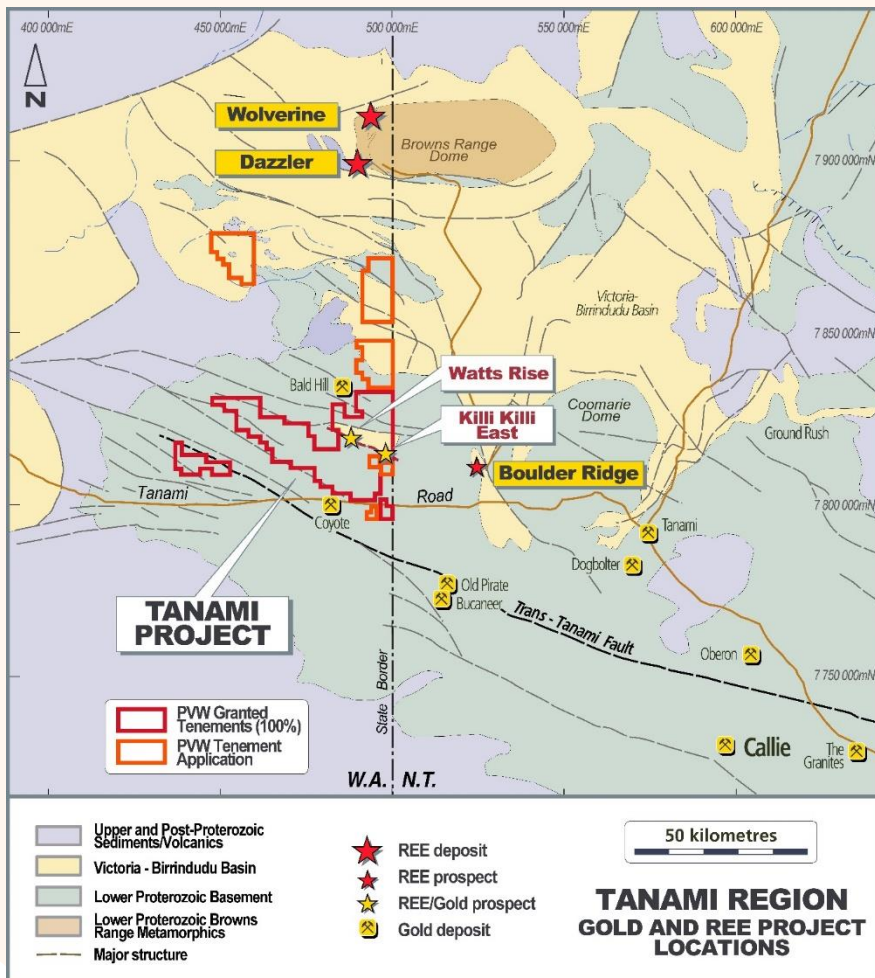 400 000mE
450 000mE
500 000mE
550 000mE
600 000mE
N
Wolverine
Dazzler
Browns Range
Dome
7 900 000mN
Victoria-
Birrindudu Basin
7 850 000mN
Bald Hill
Watts Rise
Killi Killi
East
Coomarie
Dome
Ground Rush
Boulder Ridge
Tanami
Road
7 800 000mN
Coyote
Tanami
Dogbolter
TANAMI
PROJECT
Old Pirate
Bucaneer
Trans - Tanami Fault
Oberon
7 750 000mN
State Border
PVW Granted
Tenements (100%)
PVW Tenement
Application
Callie
The
Granites
W.A.
N.T.
Upper and Post-Proterozoic
Sediments/Volcanics
Victoria - Birrindudu Basin
Lower Proterozoic Basement
Lower Proterozoic Browns
Range Metamorphics
Major structure
REE deposit
REE prospect
REE/Gold prospect
Gold deposit
50 kilometres
TANAMI REGION
GOLD AND REE PROJECT
LOCATIONS